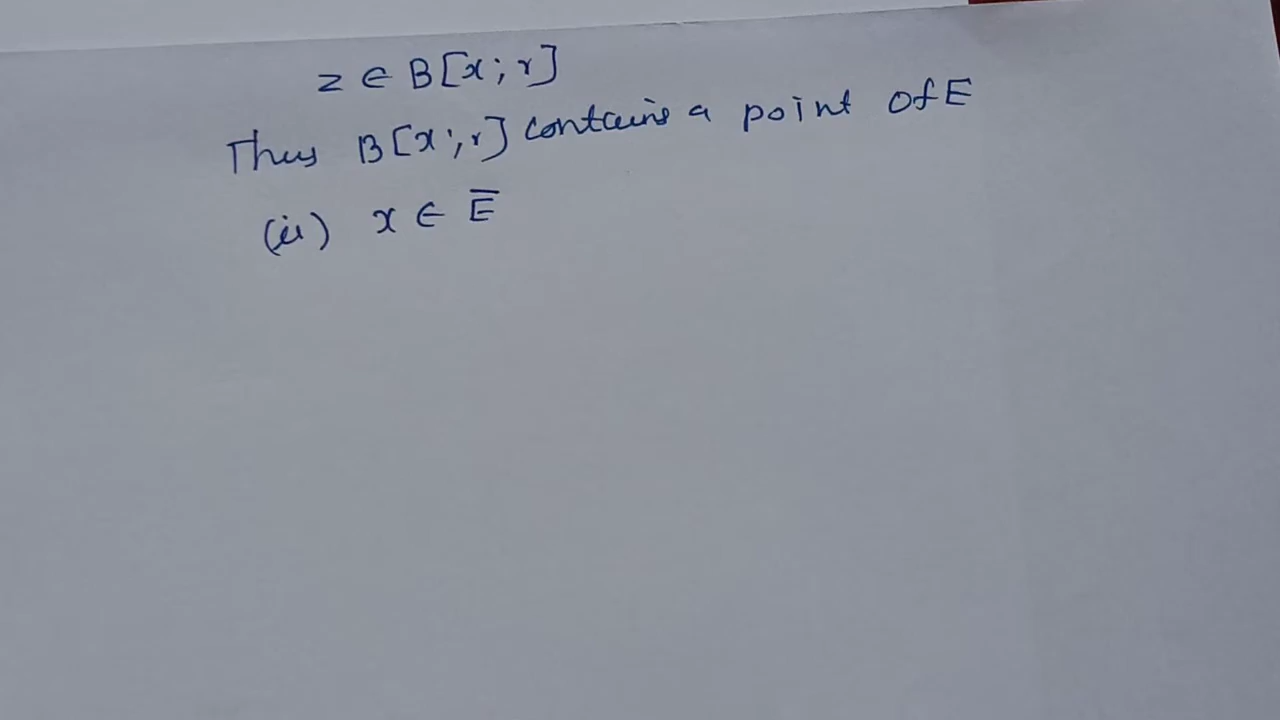 z ∈ B[x; r]
Thus B[x; r] contains a point of E
(ii) x ∈ E̅